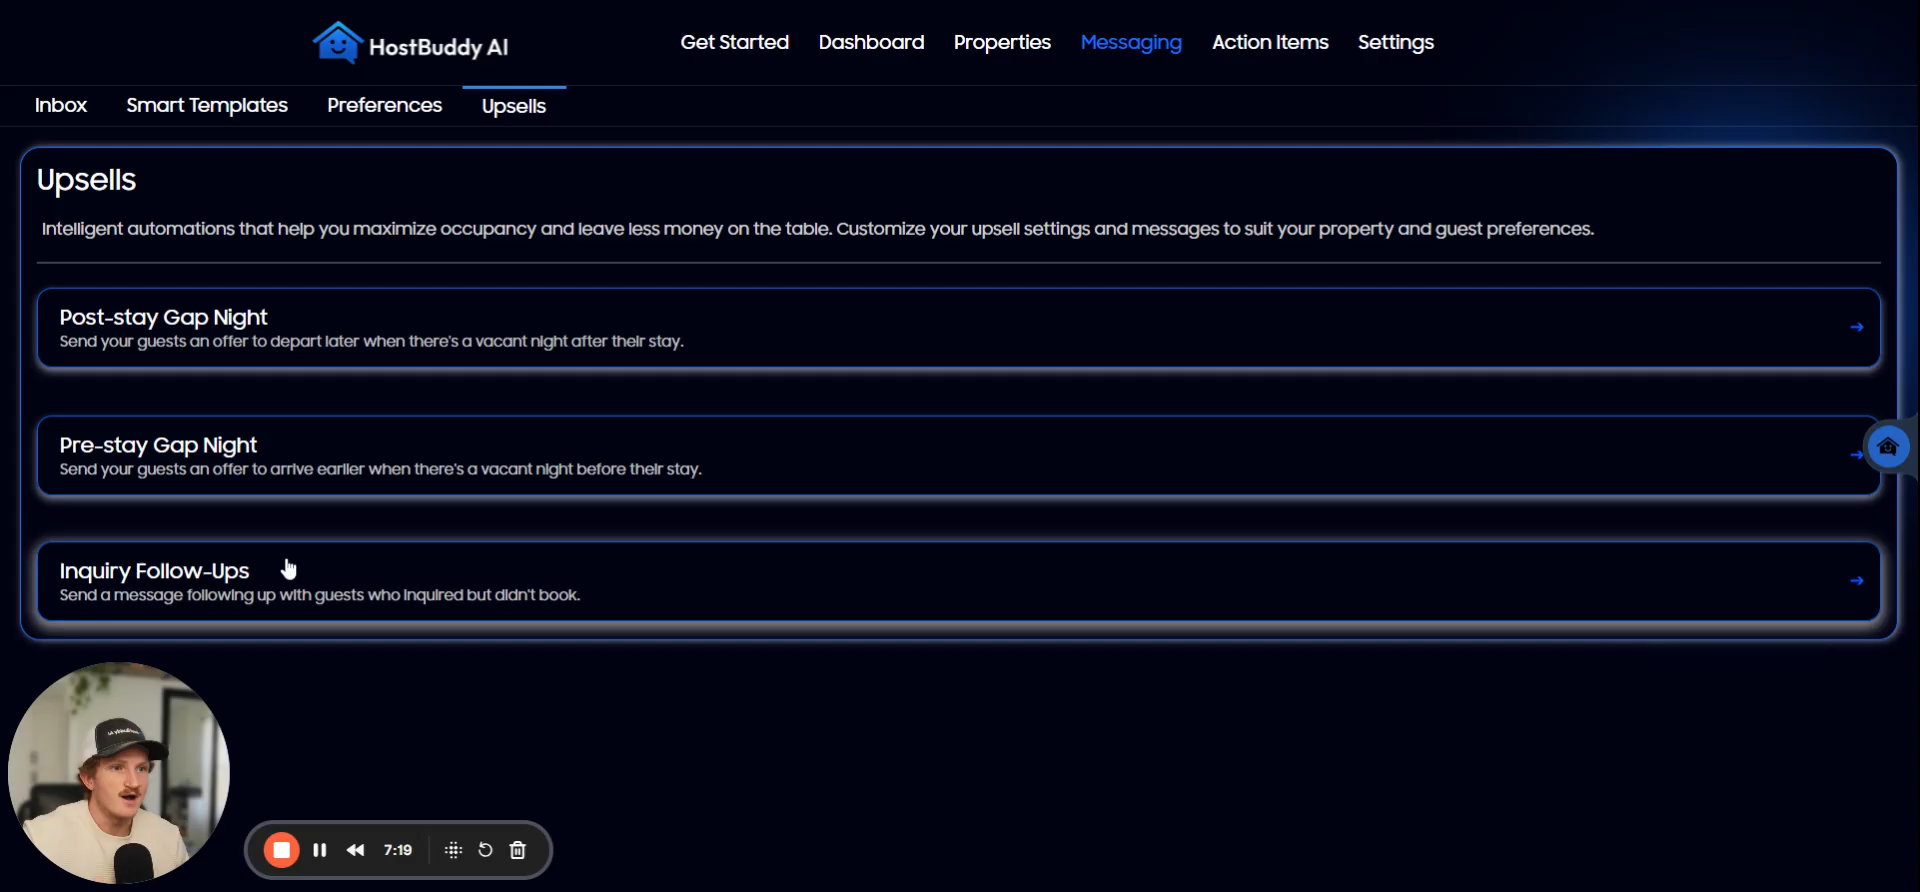 HostBuddy AI
Get Started Dashboard Properties Messaging Action Items Settings
Inbox Smart Templates Preferences Upsells
Upsells
Intelligent automations that help you maximize occupancy and leave less money on the table. Customize your upsell settings and messages to suit your property and guest preferences.
Post-stay Gap Night
Send your guests an offer to depart later when there's a vacant night after their stay.
Pre-stay Gap Night
Send your guests an offer to arrive earlier when there's a vacant night before their stay.
Inquiry Follow-Ups
Send a message following up with guests who inquired but didn't book.
7:19